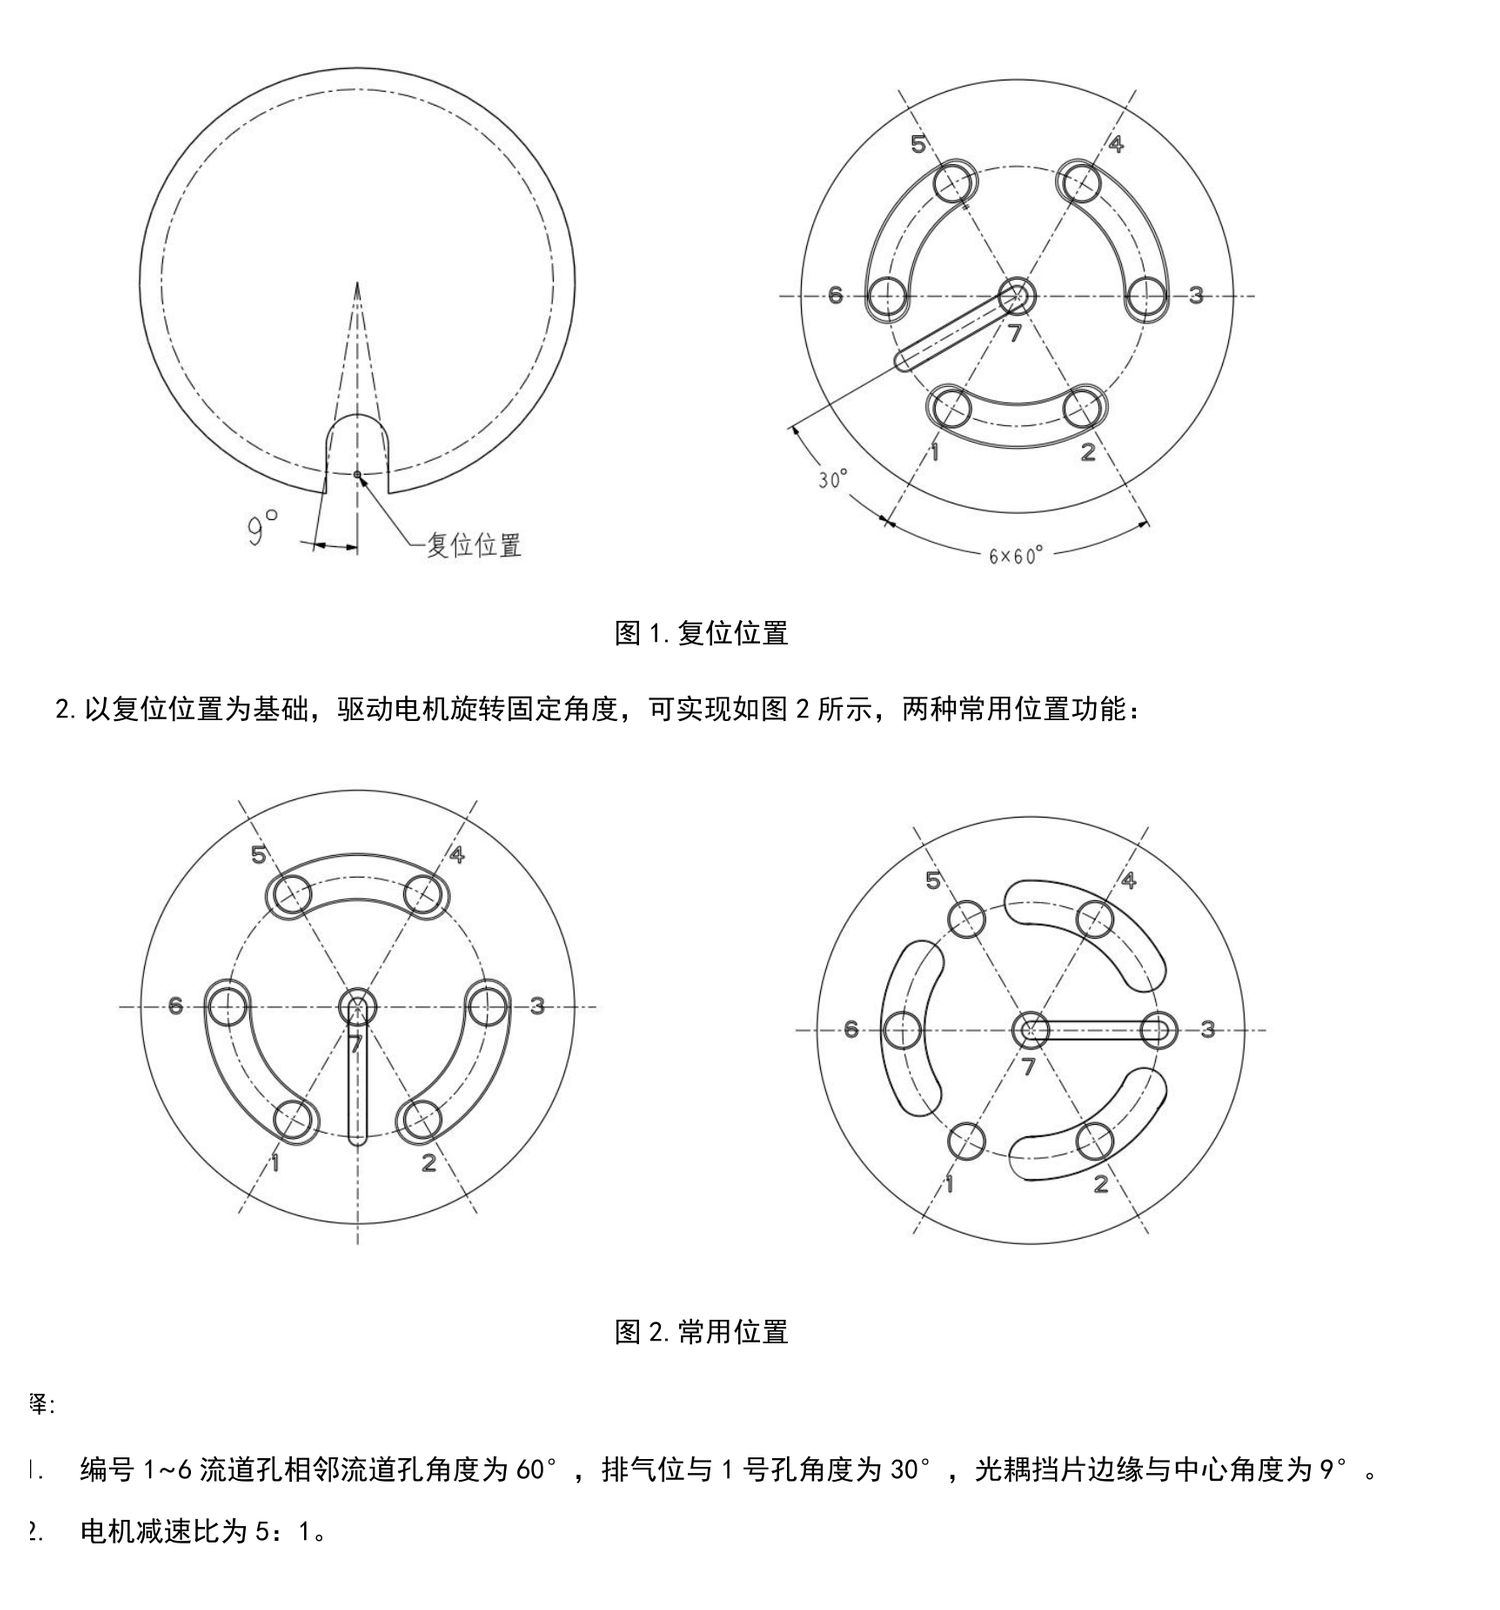 5 4
6 3
7
1 2
30°
6×60°
9°
复位位置
图 1.复位位置
2.以复位位置为基础，驱动电机旋转固定角度，可实现如图 2 所示，两种常用位置功能：
5 4
6 3
7
1 2
5 4
6 3
7
1 2
图 2.常用位置
释：
1. 编号 1~6 流道孔相邻流道孔角度为 60°，排气位与 1 号孔角度为 30°，光耦挡片边缘与中心角度为 9°。
2. 电机减速比为 5：1。